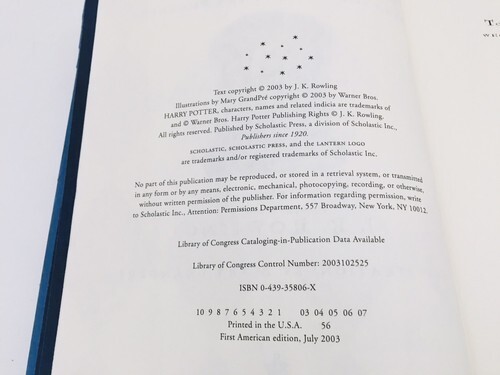 Text copyright © 2003 by J. K. Rowling
Illustrations by Mary GrandPré copyright © 2003 by Warner Bros.
HARRY POTTER, characters, names and related indicia are trademarks of
and © Warner Bros. Harry Potter Publishing Rights © J. K. Rowling.
All rights reserved. Published by Scholastic Press, a division of Scholastic Inc.,
Publishers since 1920.
SCHOLASTIC, SCHOLASTIC PRESS, and the LANTERN LOGO
are trademarks and/or registered trademarks of Scholastic Inc.
No part of this publication may be reproduced, or stored in a retrieval system, or transmitted
in any form or by any means, electronic, mechanical, photocopying, recording, or otherwise,
without written permission of the publisher. For information regarding permission, write
to Scholastic Inc., Attention: Permissions Department, 557 Broadway, New York, NY 10012.
Library of Congress Cataloging-in-Publication Data Available
Library of Congress Control Number: 2003102525
ISBN 0-439-35806-X
10 9 8 7 6 5 4 3 2 1 03 04 05 06 07
Printed in the U.S.A. 56
First American edition, July 2003